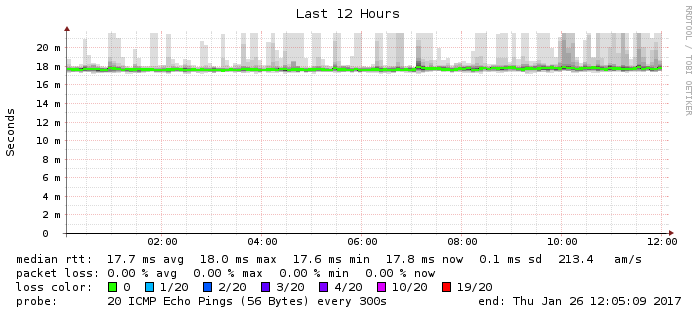 Last 12 Hours
RRDTOOL / TOBI OETIKER
Seconds
20 m
18 m
16 m
14 m
12 m
10 m
8 m
6 m
4 m
2 m
0
02:00 04:00 06:00 08:00 10:00 12:00
median rtt: 17.7 ms avg 18.0 ms max 17.6 ms min 17.8 ms now 0.1 ms sd 213.4 am/s
packet loss: 0.00 % avg 0.00 % max 0.00 % min 0.00 % now
loss color: 0 1/20 2/20 3/20 4/20 10/20 19/20
probe: 20 ICMP Echo Pings (56 Bytes) every 300s end: Thu Jan 26 12:05:09 2017